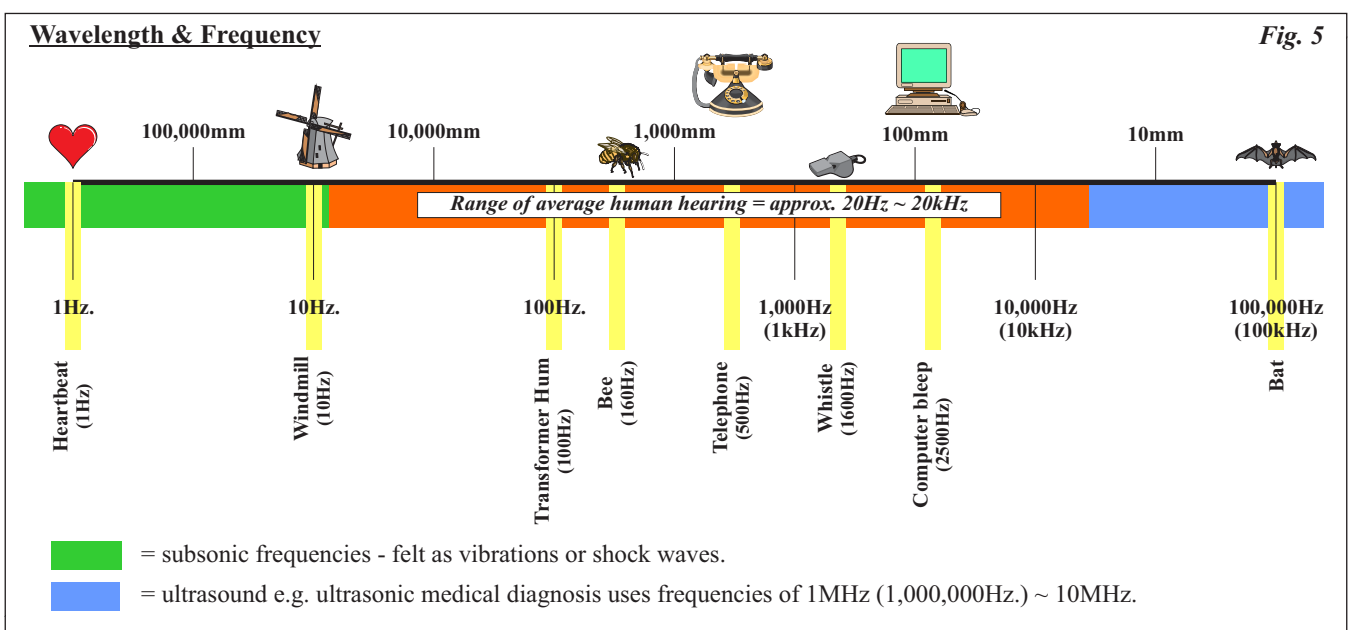 Wavelength & Frequency
Fig. 5
100,000mm
10,000mm
1,000mm
100mm
10mm
Range of average human hearing = approx. 20Hz ~ 20kHz
1Hz.
10Hz.
100Hz.
1,000Hz
(1kHz)
10,000Hz
(10kHz)
100,000Hz
(100kHz)
Heartbeat
(1Hz)
Windmill
(10Hz)
Transformer Hum
(100Hz)
Bee
(160Hz)
Telephone
(500Hz)
Whistle
(1600Hz)
Computer bleep
(2500Hz)
Bat
= subsonic frequencies - felt as vibrations or shock waves.
= ultrasound e.g. ultrasonic medical diagnosis uses frequencies of 1MHz (1,000,000Hz.) ~ 10MHz.